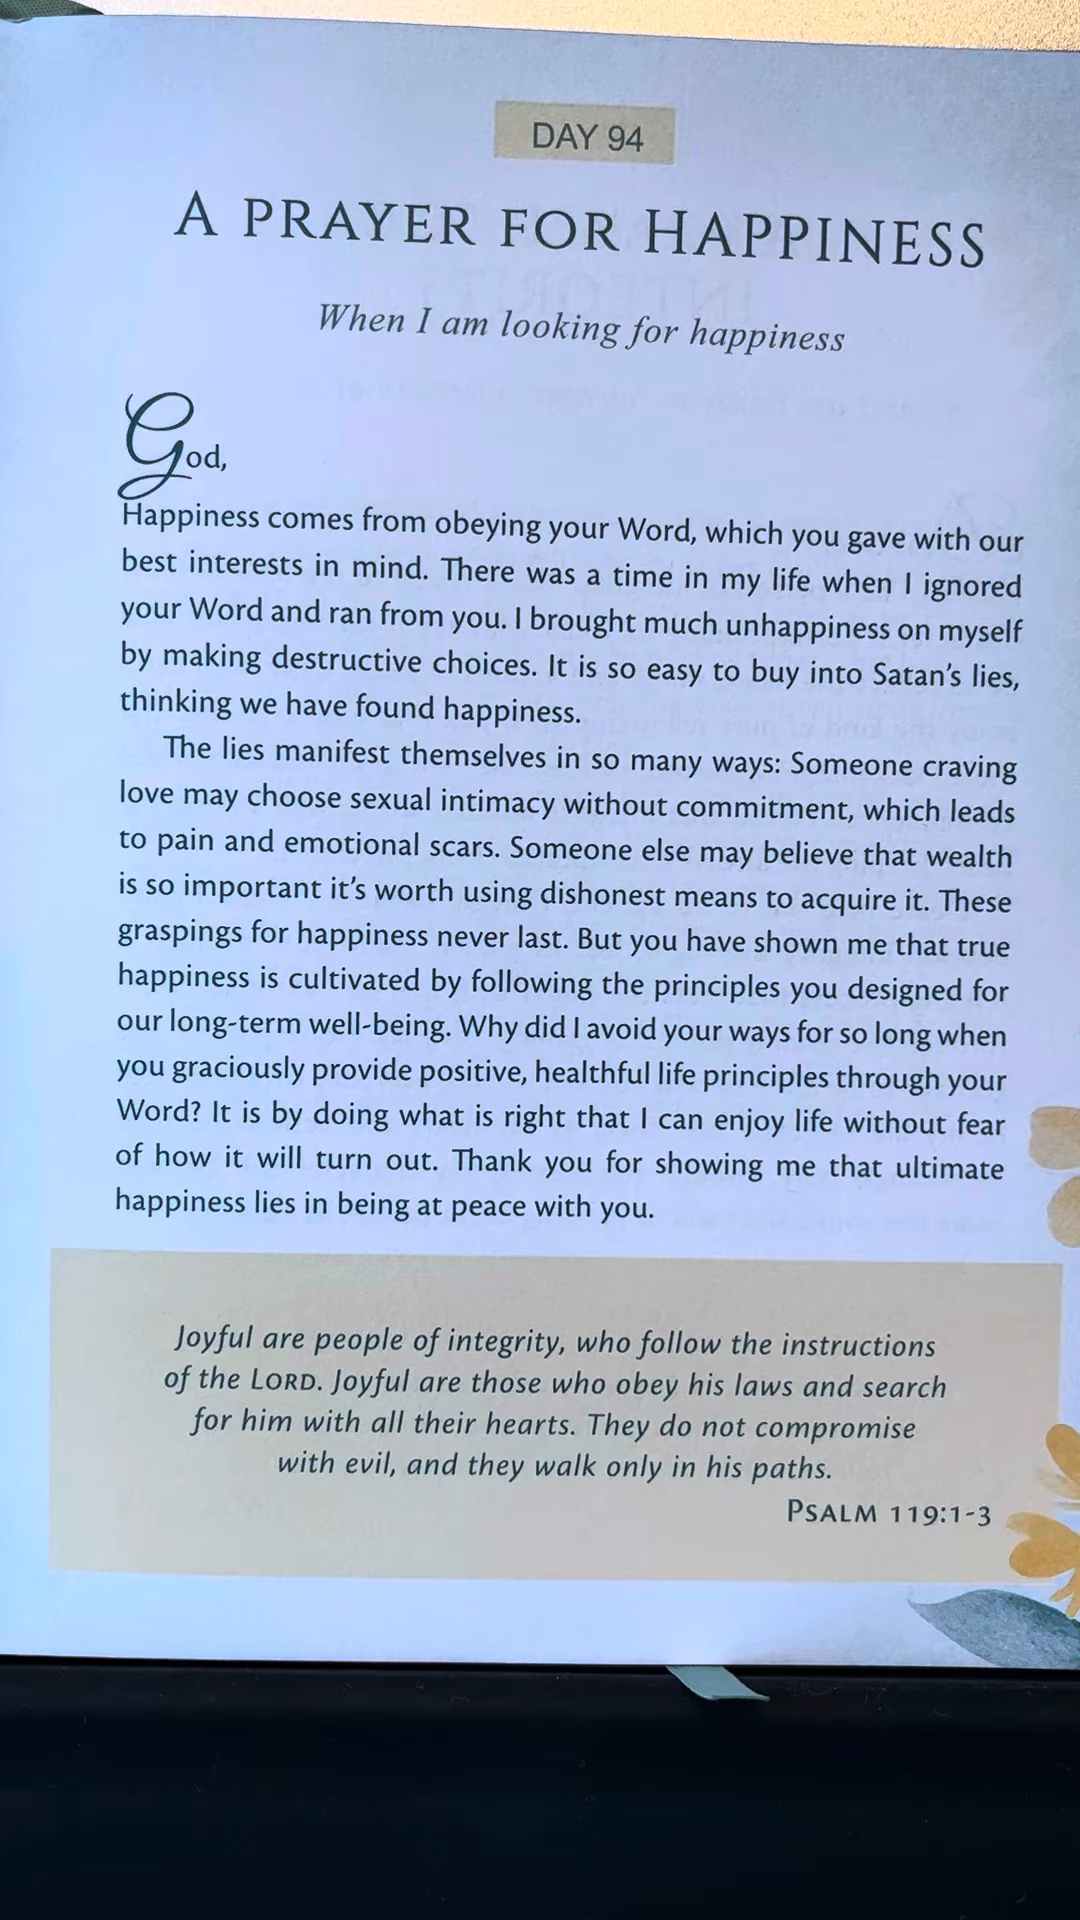 DAY 94
A PRAYER FOR HAPPINESS
When I am looking for happiness
God,
Happiness comes from obeying your Word, which you gave with our
best interests in mind. There was a time in my life when I ignored
your Word and ran from you. I brought much unhappiness on myself
by making destructive choices. It is so easy to buy into Satan's lies,
thinking we have found happiness.
The lies manifest themselves in so many ways: Someone craving
love may choose sexual intimacy without commitment, which leads
to pain and emotional scars. Someone else may believe that wealth
is so important it's worth using dishonest means to acquire it. These
graspings for happiness never last. But you have shown me that true
happiness is cultivated by following the principles you designed for
our long-term well-being. Why did I avoid your ways for so long when
you graciously provide positive, healthful life principles through your
Word? It is by doing what is right that I can enjoy life without fear
of how it will turn out. Thank you for showing me that ultimate
happiness lies in being at peace with you.
Joyful are people of integrity, who follow the instructions
of the LORD. Joyful are those who obey his laws and search
for him with all their hearts. They do not compromise
with evil, and they walk only in his paths.
PSALM 119:1-3